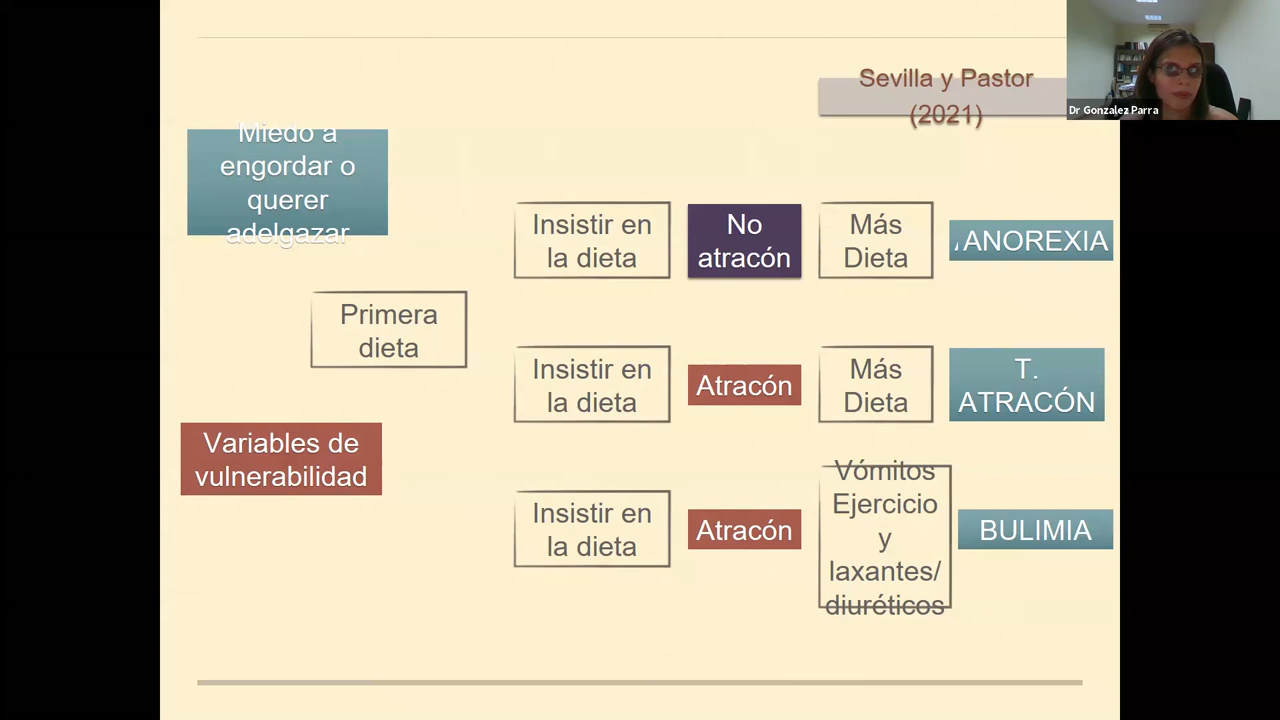 Sevilla y Pastor
(2021)
Dr Gonzalez Parra
Miedo a
engordar o
querer
adelgazar
Insistir en
la dieta
No
atracón
Más
Dieta
ANOREXIA
Primera
dieta
Insistir en
la dieta
Atracón
Más
Dieta
T.
ATRACÓN
Variables de
vulnerabilidad
Insistir en
la dieta
Atracón
Vómitos
Ejercicio
y
laxantes/
diuréticos
BULIMIA